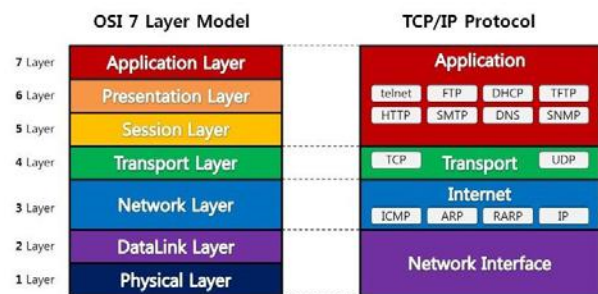 OSI 7 Layer Model
TCP/IP Protocol
7 Layer
Application Layer
6 Layer
Presentation Layer
5 Layer
Session Layer
4 Layer
Transport Layer
3 Layer
Network Layer
2 Layer
DataLink Layer
1 Layer
Physical Layer
Application
telnet FTP DHCP TFTP
HTTP SMTP DNS SNMP
TCP Transport UDP
Internet
ICMP ARP RARP IP
Network Interface